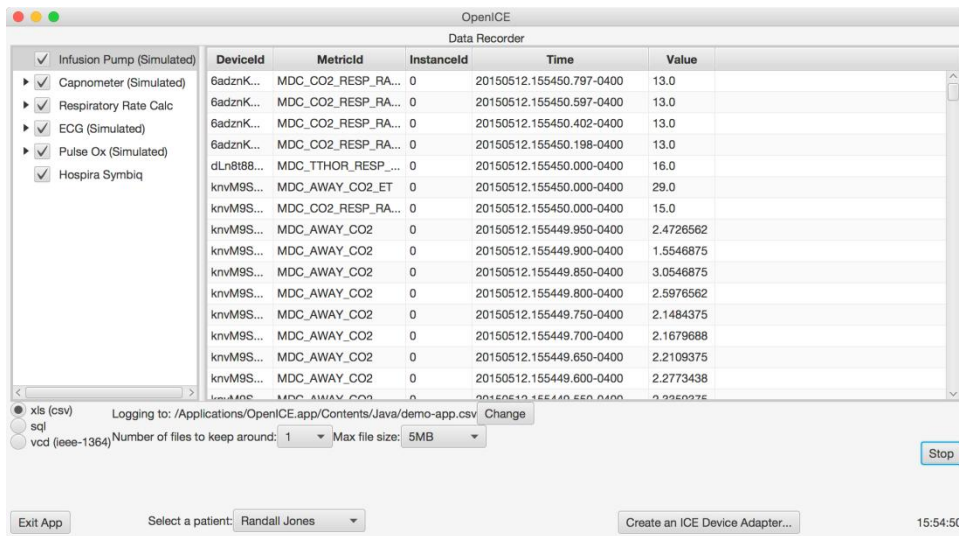 OpenICE
Data Recorder
Infusion Pump (Simulated)
Capnometer (Simulated)
Respiratory Rate Calc
ECG (Simulated)
Pulse Ox (Simulated)
Hospira Symbiq
DeviceId MetricId InstanceId Time Value
6adznK... MDC_CO2_RESP_RA... 0 20150512.155450.797-0400 13.0
6adznK... MDC_CO2_RESP_RA... 0 20150512.155450.597-0400 13.0
6adznK... MDC_CO2_RESP_RA... 0 20150512.155450.402-0400 13.0
6adznK... MDC_CO2_RESP_RA... 0 20150512.155450.198-0400 13.0
dLn8t88... MDC_TTHOR_RESP_... 0 20150512.155450.000-0400 16.0
knvM9S... MDC_AWAY_CO2_ET 0 20150512.155450.000-0400 29.0
knvM9S... MDC_CO2_RESP_RA... 0 20150512.155450.000-0400 15.0
knvM9S... MDC_AWAY_CO2 0 20150512.155449.950-0400 2.4726562
knvM9S... MDC_AWAY_CO2 0 20150512.155449.900-0400 1.5546875
knvM9S... MDC_AWAY_CO2 0 20150512.155449.850-0400 3.0546875
knvM9S... MDC_AWAY_CO2 0 20150512.155449.800-0400 2.5976562
knvM9S... MDC_AWAY_CO2 0 20150512.155449.750-0400 2.1484375
knvM9S... MDC_AWAY_CO2 0 20150512.155449.700-0400 2.1679688
knvM9S... MDC_AWAY_CO2 0 20150512.155449.650-0400 2.2109375
knvM9S... MDC_AWAY_CO2 0 20150512.155449.600-0400 2.2773438
xls (csv)
sql
vcd (ieee-1364)
Logging to: /Applications/OpenICE.app/Contents/Java/demo-app.csv Change
Number of files to keep around: 1 Max file size: 5MB
Stop
Exit App Select a patient: Randall Jones Create an ICE Device Adapter... 15:54:50